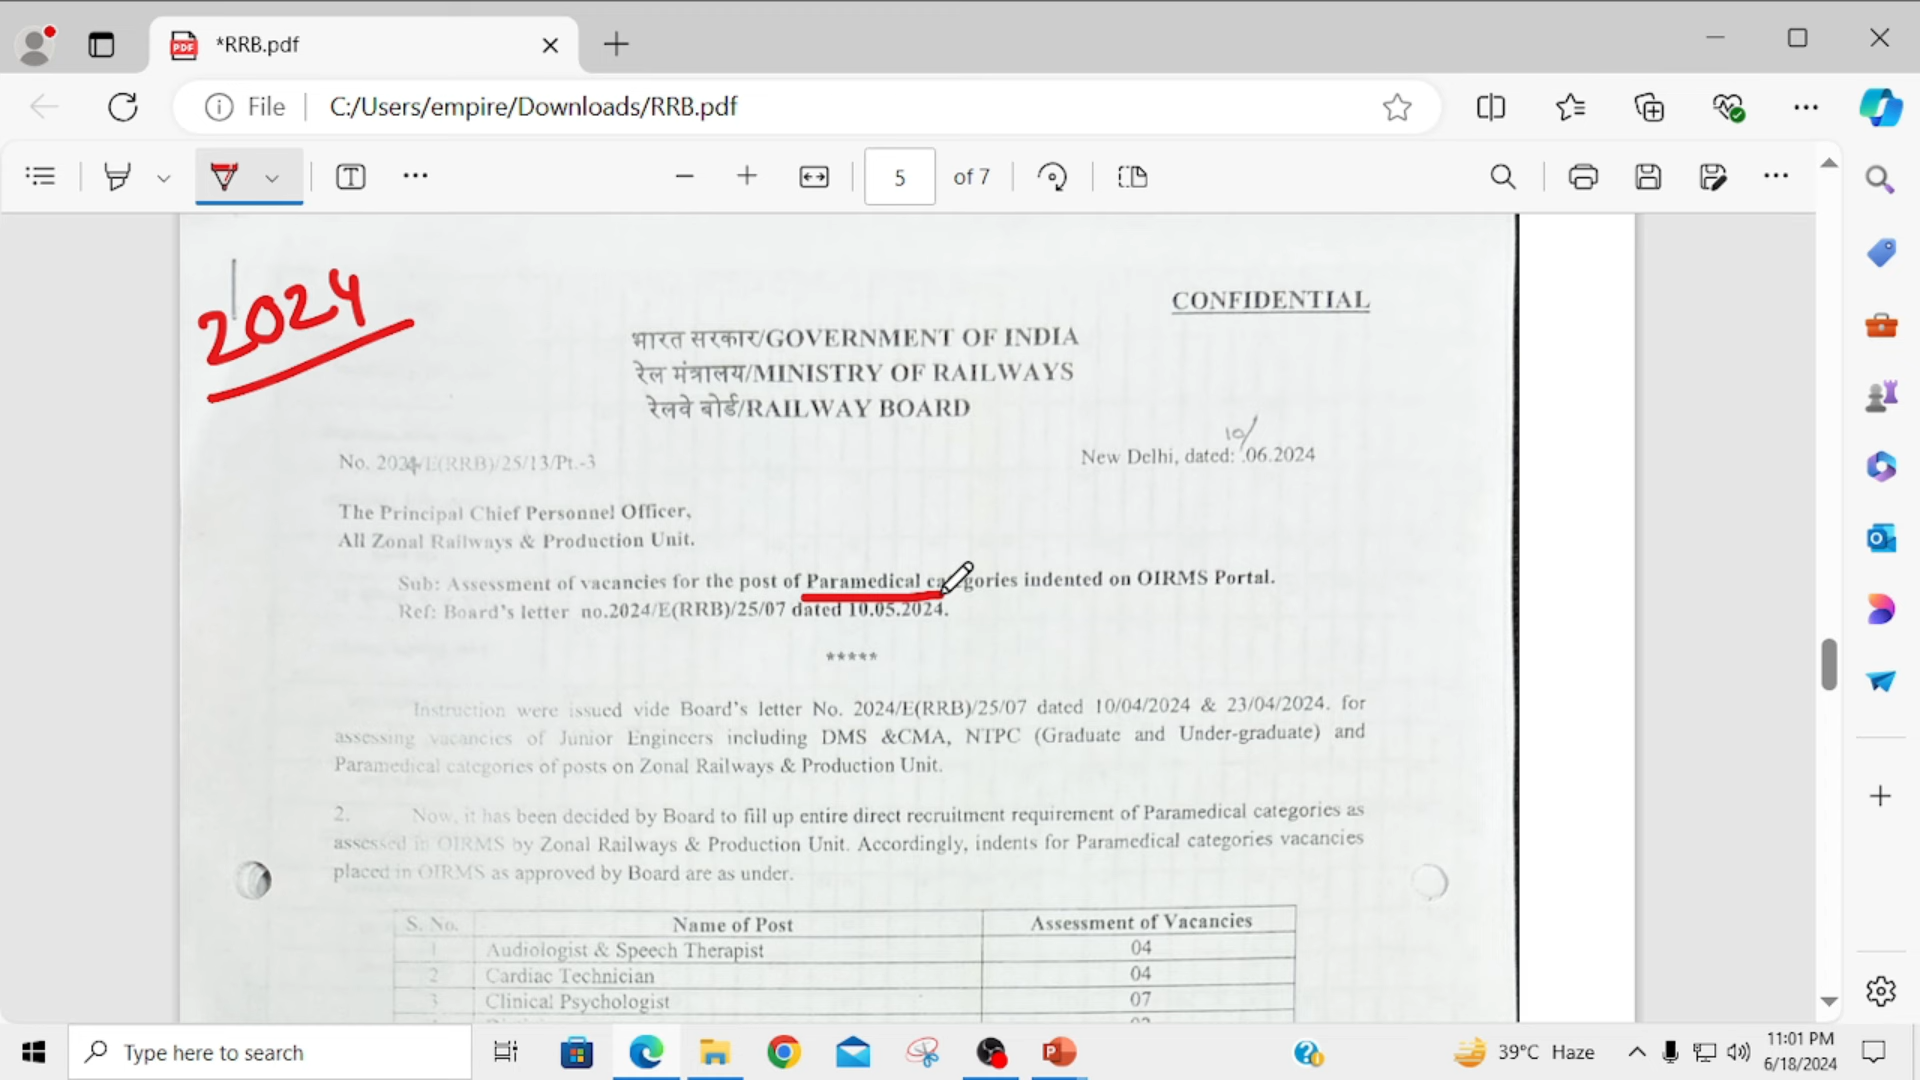 *RRB.pdf
File
C:/Users/empire/Downloads/RRB.pdf
5 of 7
2024
CONFIDENTIAL
भारत सरकार/GOVERNMENT OF INDIA
रेल मंत्रालय/MINISTRY OF RAILWAYS
रेलवे बोर्ड/RAILWAY BOARD
No. 2024/E(RRB)/25/13/Pt.-3
10/
New Delhi, dated: .06.2024
The Principal Chief Personnel Officer,
All Zonal Railways & Production Unit.
Sub: Assessment of vacancies for the post of Paramedical categories indented on OIRMS Portal.
Ref: Board's letter no.2024/E(RRB)/25/07 dated 10.05.2024.
*****
Instruction were issued vide Board's letter No. 2024/E(RRB)/25/07 dated 10/04/2024 & 23/04/2024. for
assessing vacancies of Junior Engineers including DMS &CMA, NTPC (Graduate and Under-graduate) and
Paramedical categories of posts on Zonal Railways & Production Unit.
2. Now, it has been decided by Board to fill up entire direct recruitment requirement of Paramedical categories as
assessed in OIRMS by Zonal Railways & Production Unit. Accordingly, indents for Paramedical categories vacancies
placed in OIRMS as approved by Board are as under.
S. No. Name of Post Assessment of Vacancies
1 Audiologist & Speech Therapist 04
2 Cardiac Technician 04
3 Clinical Psychologist 07
Type here to search
39°C Haze
11:01 PM
6/18/2024